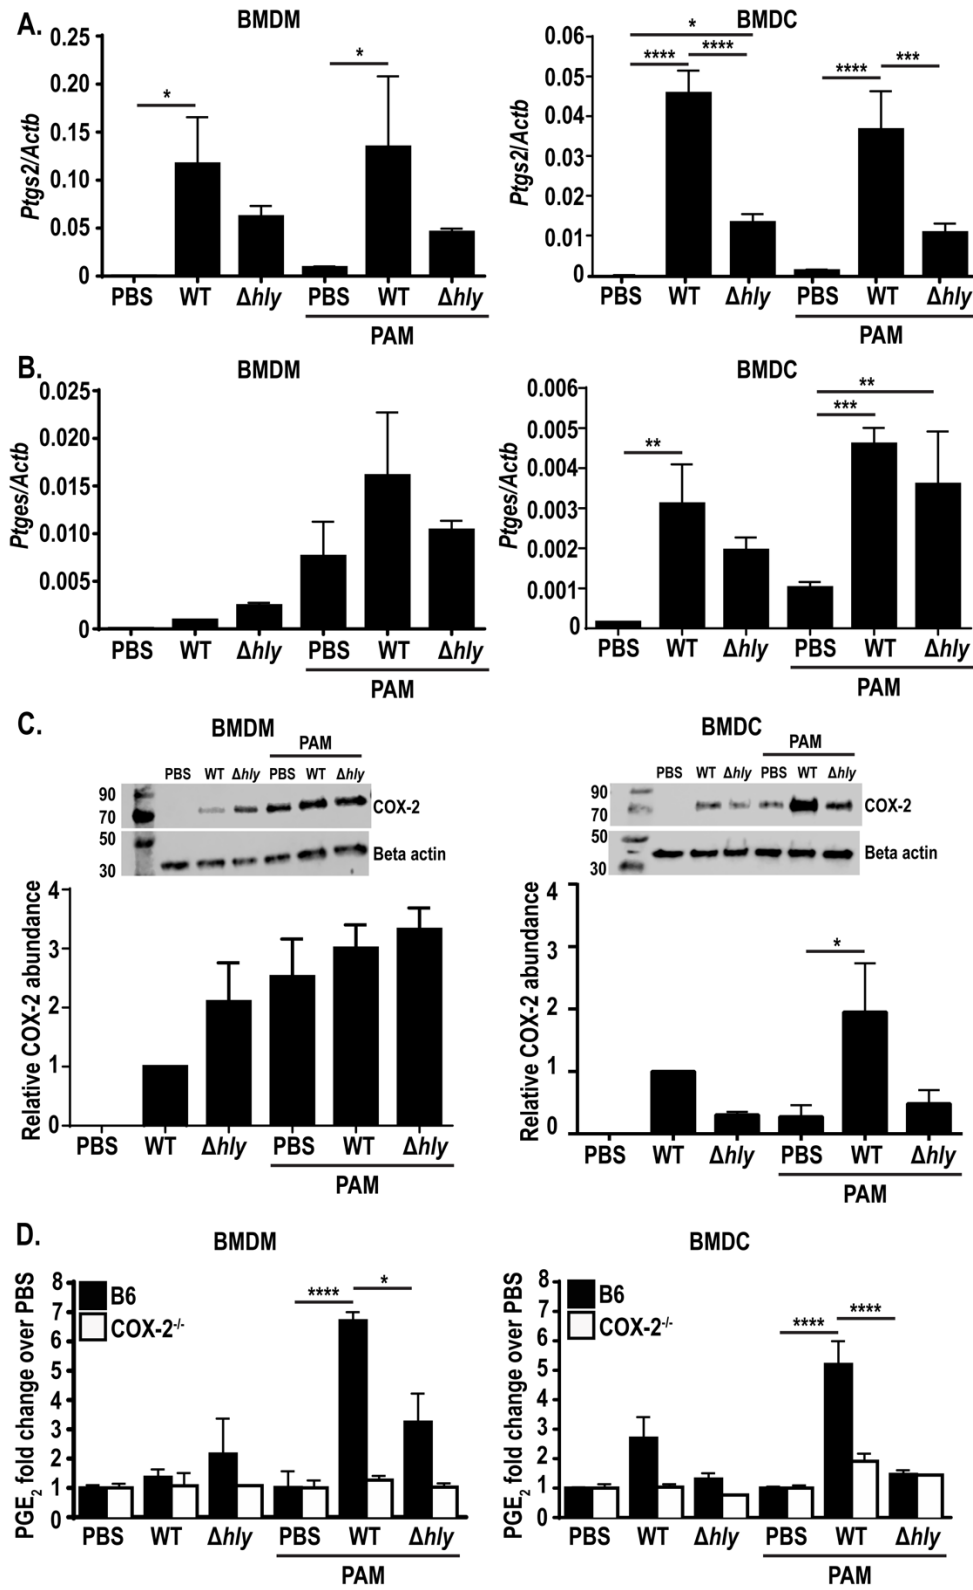 A.
BMDM
Ptgs2/Actb
0.25
0.20
0.15
0.10
0.05
0
*
*
PBS WT Δhly PBS WT Δhly
PAM
BMDC
Ptgs2/Actb
0.06
0.05
0.04
0.03
0.02
0.01
0
*
**** ****
**** ***
PBS WT Δhly PBS WT Δhly
PAM
B.
BMDM
Ptges/Actb
0.025
0.020
0.015
0.010
0.005
0
PBS WT Δhly PBS WT Δhly
PAM
BMDC
Ptges/Actb
0.006
0.005
0.004
0.003
0.002
0.001
0
**
**
***
PBS WT Δhly PBS WT Δhly
PAM
C.
BMDM
PAM
PBS WT Δhly PBS WT Δhly
90
70
COX-2
50
30
Beta actin
Relative COX-2 abundance
4
3
2
1
0
PBS WT Δhly PBS WT Δhly
PAM
BMDC
PAM
PBS WT Δhly PBS WT Δhly
90
70
COX-2
50
30
Beta actin
Relative COX-2 abundance
4
3
2
1
0
*
PBS WT Δhly PBS WT Δhly
PAM
D.
BMDM
PGE₂ fold change over PBS
8
7
6
5
4
3
2
1
0
B6
COX-2⁻/⁻
**** *
PBS WT Δhly PBS WT Δhly
PAM
BMDC
PGE₂ fold change over PBS
8
7
6
5
4
3
2
1
0
B6
COX-2⁻/⁻
**** ****
PBS WT Δhly PBS WT Δhly
PAM